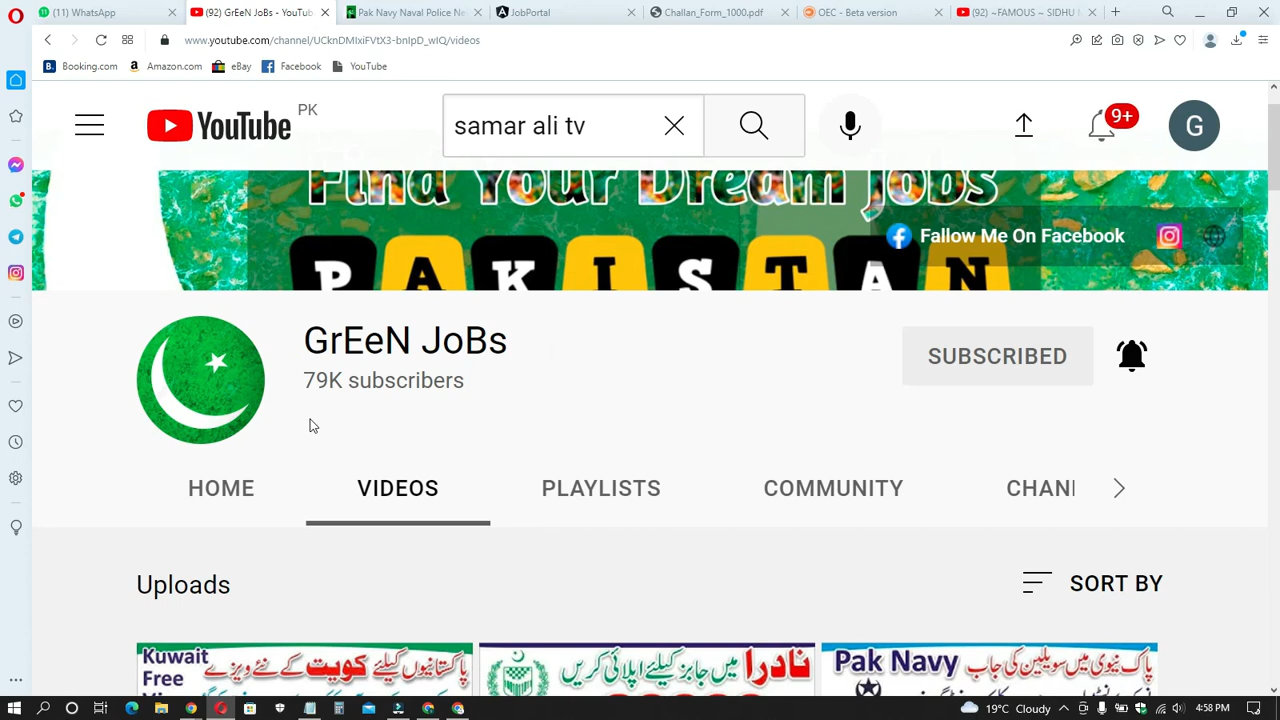 (11) WhatsApp
(92) GrEeN JoBs - YouTub
Pak Navy Naval Police Ne
JobPortal
Challan_Form_1000.pdf
OEC - Beta version
(92) ~FAMOUS ~ SIDHU
www.youtube.com/channel/UCknDMIxiFVtX3-bnIpD_wIQ/videos
Booking.com
Amazon.com
eBay
Facebook
YouTube
YouTube PK
samar ali tv
9+
G
Find Your Dream Jobs
Fallow Me On Facebook
PAKISTAN
GrEeN JoBs
SUBSCRIBED
79K subscribers
HOME
VIDEOS
PLAYLISTS
COMMUNITY
CHAN
Uploads
SORT BY
Kuwait
Free
پاکستانیوں کیلئے کویت کے نئے ویزے
نادرا میں جابز کیلئے اپلائی کریں
Pak Navy
پاک نیوی میں سویلین کی جاب
19°C Cloudy
4:58 PM